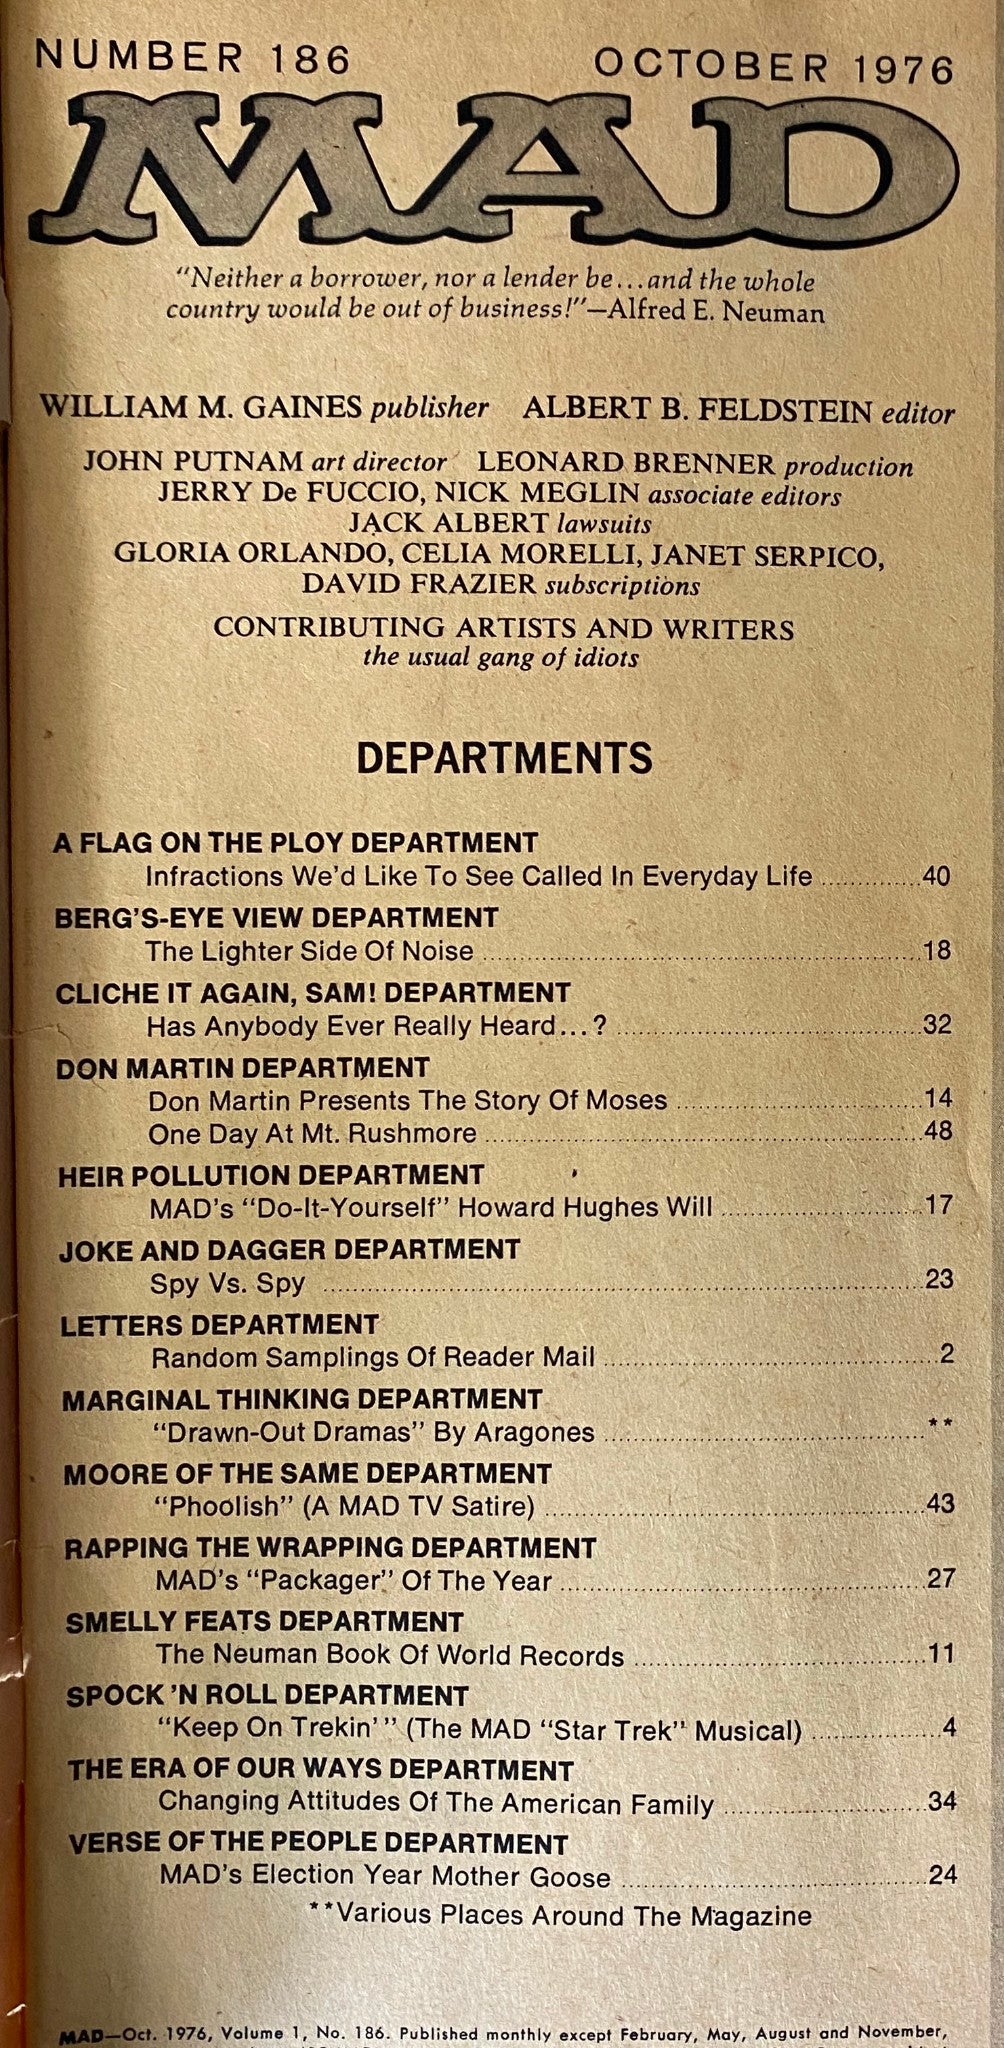 NUMBER 186 OCTOBER 1976
MAD
"Neither a borrower, nor a lender be...and the whole
country would be out of business!"—Alfred E. Neuman
WILLIAM M. GAINES publisher ALBERT B. FELDSTEIN editor
JOHN PUTNAM art director LEONARD BRENNER production
JERRY De FUCCIO, NICK MEGLIN associate editors
JACK ALBERT lawsuits
GLORIA ORLANDO, CELIA MORELLI, JANET SERPICO,
DAVID FRAZIER subscriptions
CONTRIBUTING ARTISTS AND WRITERS
the usual gang of idiots
DEPARTMENTS
A FLAG ON THE PLOY DEPARTMENT
Infractions We'd Like To See Called In Everyday Life ............40
BERG'S-EYE VIEW DEPARTMENT
The Lighter Side Of Noise ............18
CLICHE IT AGAIN, SAM! DEPARTMENT
Has Anybody Ever Really Heard...? ............32
DON MARTIN DEPARTMENT
Don Martin Presents The Story Of Moses ............14
One Day At Mt. Rushmore ............48
HEIR POLLUTION DEPARTMENT
MAD's "Do-It-Yourself" Howard Hughes Will ............17
JOKE AND DAGGER DEPARTMENT
Spy Vs. Spy ............23
LETTERS DEPARTMENT
Random Samplings Of Reader Mail ............2
MARGINAL THINKING DEPARTMENT
"Drawn-Out Dramas" By Aragones ............**
MOORE OF THE SAME DEPARTMENT
"Phoolish" (A MAD TV Satire) ............43
RAPPING THE WRAPPING DEPARTMENT
MAD's "Packager" Of The Year ............27
SMELLY FEATS DEPARTMENT
The Neuman Book Of World Records ............11
SPOCK 'N ROLL DEPARTMENT
"Keep On Trekin'" (The MAD "Star Trek" Musical) ............4
THE ERA OF OUR WAYS DEPARTMENT
Changing Attitudes Of The American Family ............34
VERSE OF THE PEOPLE DEPARTMENT
MAD's Election Year Mother Goose ............24
**Various Places Around The Magazine
MAD—Oct. 1976, Volume 1, No. 186. Published monthly except February, May, August and November,